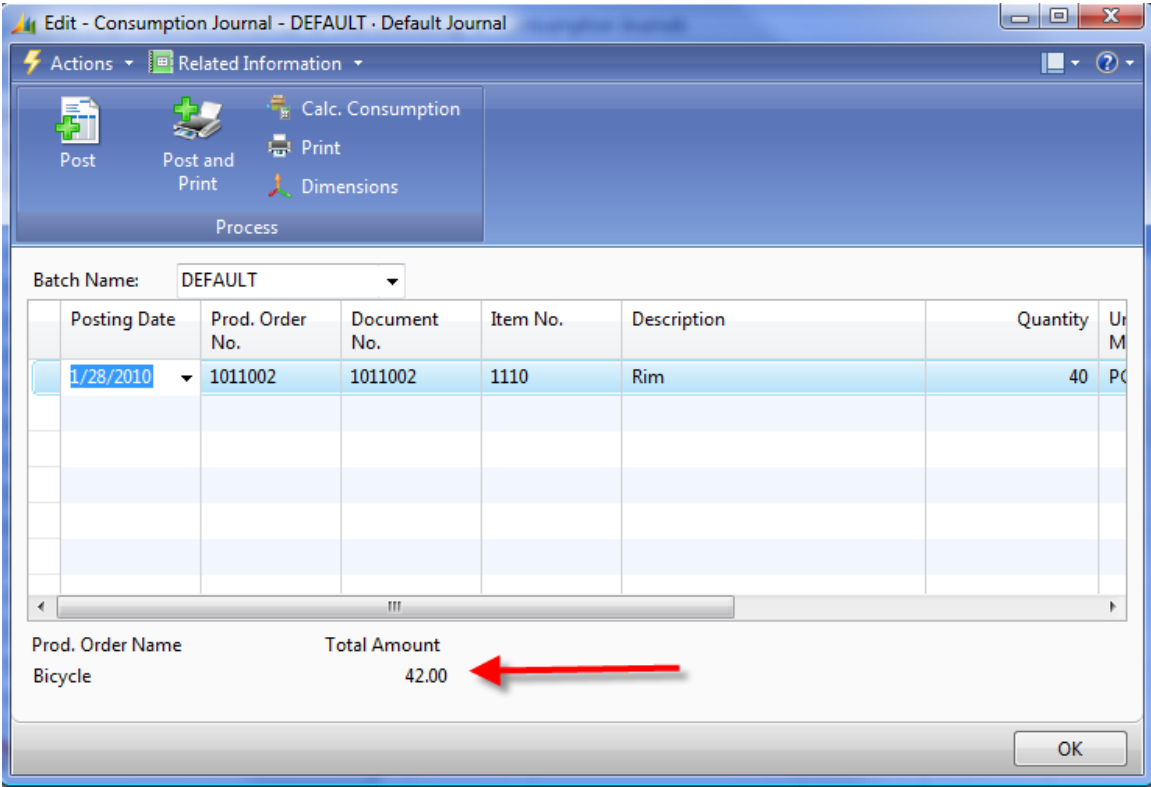 Edit - Consumption Journal - DEFAULT · Default Journal
Actions
Related Information
Post
Post and
Print
Calc. Consumption
Print
Dimensions
Process
Batch Name: DEFAULT
Posting Date Prod. Order No. Document No. Item No. Description Quantity
1/28/2010 1011002 1011002 1110 Rim 40
Prod. Order Name Total Amount
Bicycle 42.00
OK